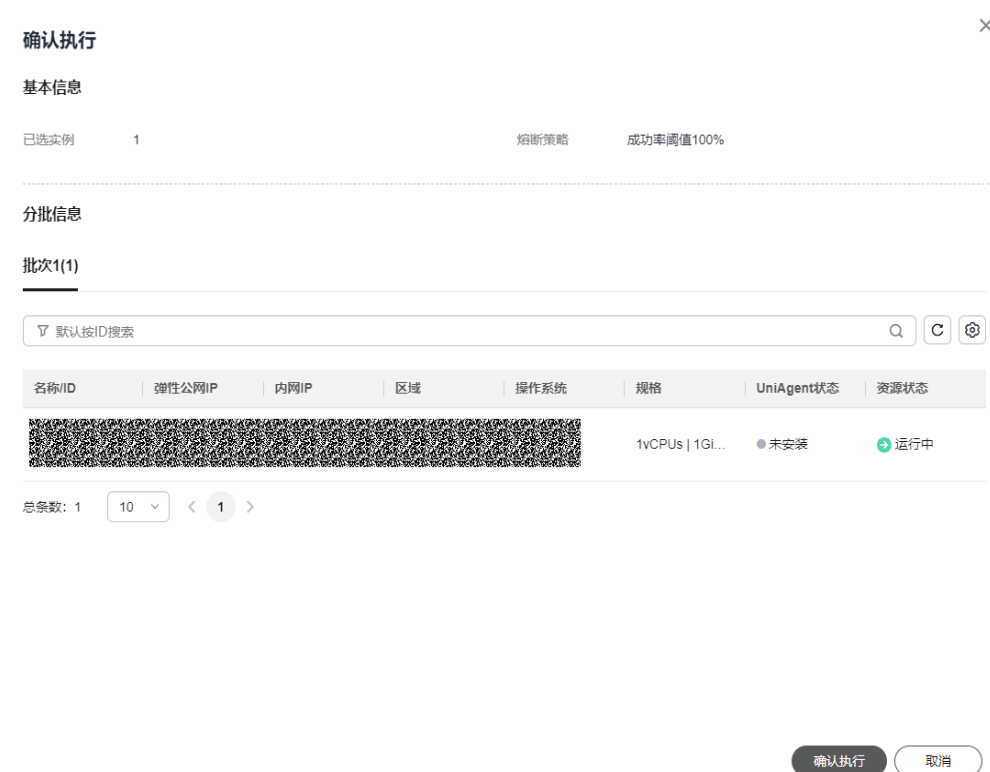 确认执行
基本信息
已选实例 1 熔断策略 成功率阈值100%
分批信息
批次1(1)
默认按ID搜索
名称/ID 弹性公网IP 内网IP 区域 操作系统 规格 UniAgent状态 资源状态
1vCPUs | 1Gi... 未安装 运行中
总条数: 1 10 1
确认执行 取消